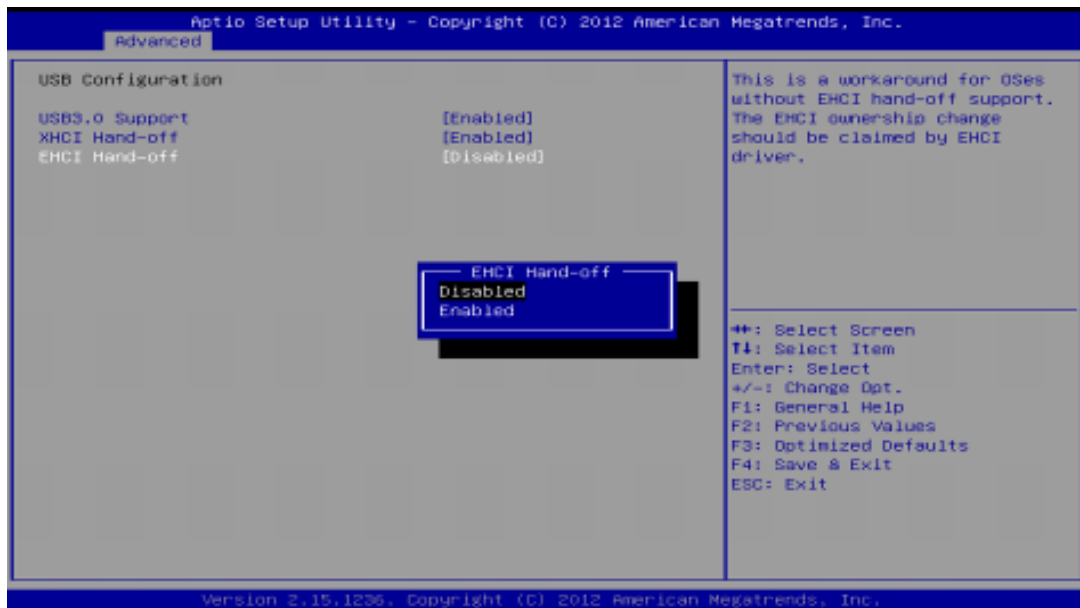 Aptio Setup Utility - Copyright (C) 2012 American Megatrends, Inc.
Advanced
USB Configuration
USB3.0 Support [Enabled]
XHCI Hand-off [Enabled]
EHCI Hand-off [Disabled]
This is a workaround for OSes
without EHCI hand-off support.
The EHCI ownership change
should be claimed by EHCI
driver.
EHCI Hand-off
Disabled
Enabled
→←: Select Screen
↑↓: Select Item
Enter: Select
+/-: Change Opt.
F1: General Help
F2: Previous Values
F3: Optimized Defaults
F4: Save & Exit
ESC: Exit
Version 2.15.1236. Copyright (C) 2012 American Megatrends, Inc.